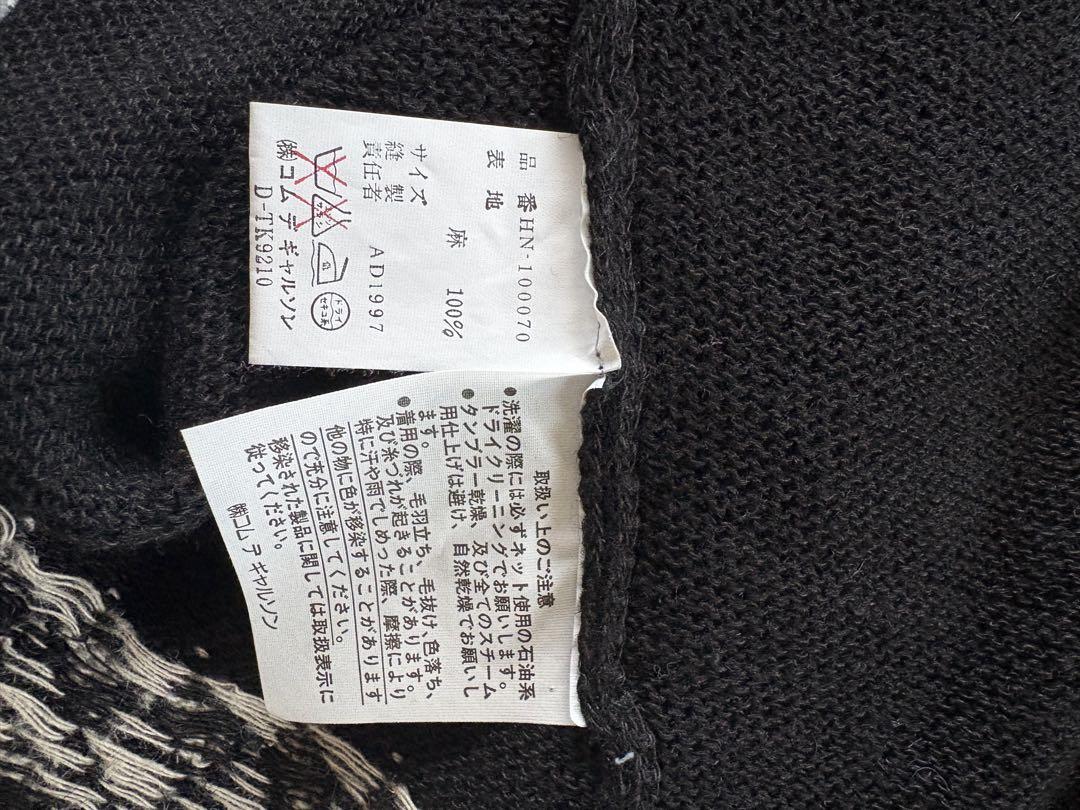 品 番HN-100070
表 地
麻 100%
サイズ
縫 製
責任者 AD1997
ドライ
セキユ系
㈱コムデギャルソン
D-TK9210
取扱い上のご注意
●洗濯の際には必ずネット使用の石油系
ドライクリーニングでお願いします。
●タンブラー乾燥、及び全てのスチーム
用仕上げは避け、自然乾燥でお願いし
ます。
●着用の際、毛羽立ち、毛抜け、色落ち、
及び糸つれが起きることがあります。
特に汗や雨でしめった際、摩擦により
他の物に色が移染することがあります
ので充分に注意してください。
移染された製品に関しては取扱表示に
従ってください。
㈱コム デ ギャルソン